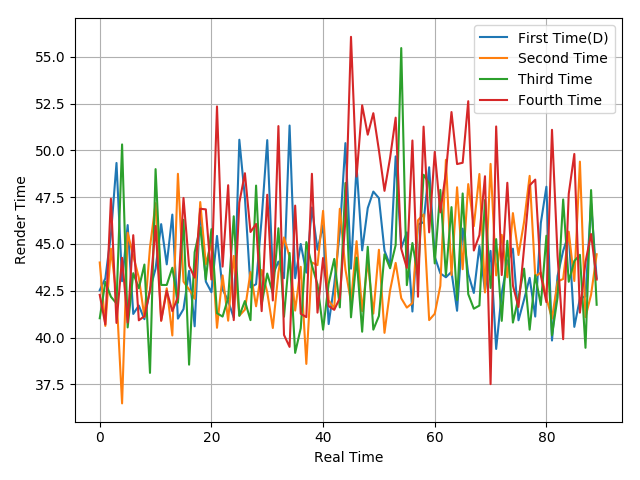 First Time(D)
Second Time
Third Time
Fourth Time
55.0
52.5
50.0
47.5
45.0
42.5
40.0
37.5
Render Time
0 20 40 60 80
Real Time